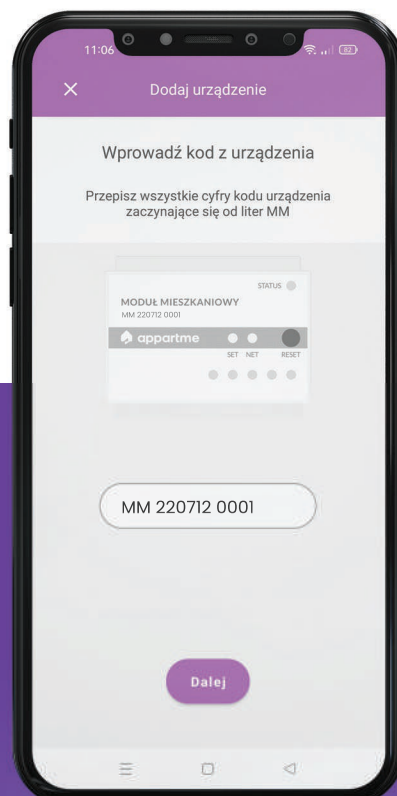 11:06
82
Dodaj urządzenie
Wprowadź kod z urządzenia
Przepisz wszystkie cyfry kodu urządzenia
zaczynające się od liter MM
STATUS
MODUŁ MIESZKANIOWY
MM 220712 0001
appartme
SET NET RESET
MM 220712 0001
Dalej